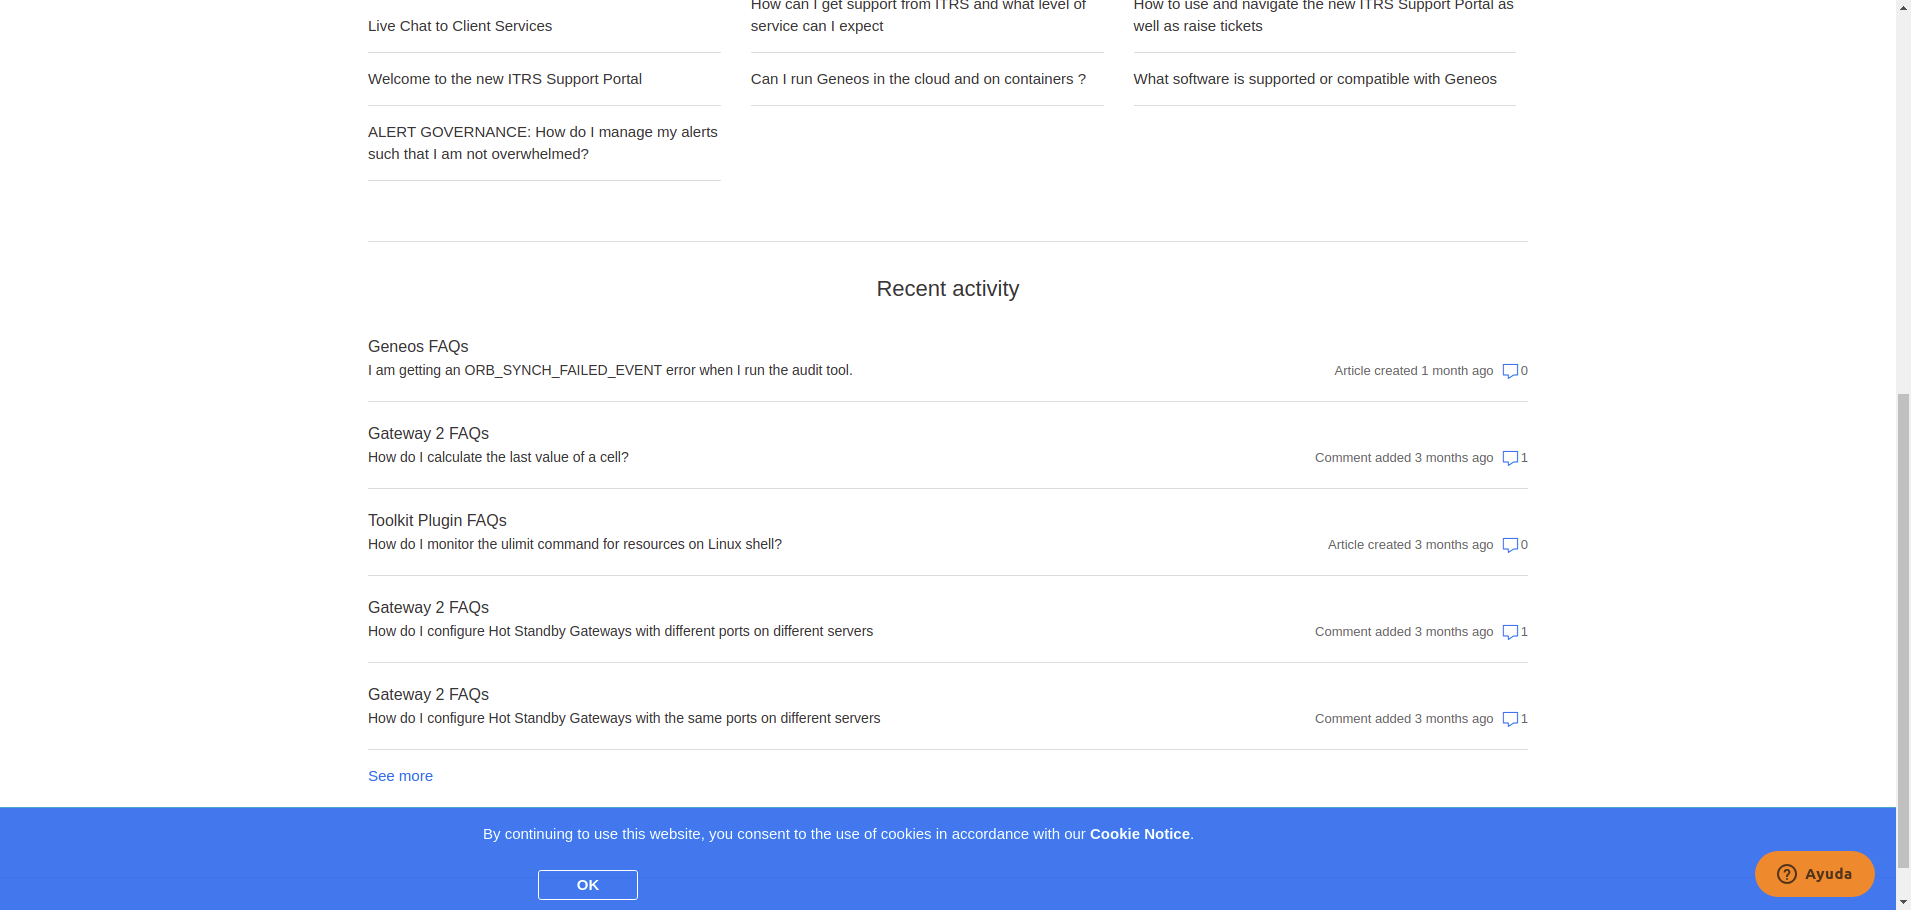 How can I get support from ITRS and what level of
How to use and navigate the new ITRS Support Portal as
Live Chat to Client Services
service can I expect
well as raise tickets
Welcome to the new ITRS Support Portal
Can I run Geneos in the cloud and on containers ?
What software is supported or compatible with Geneos
ALERT GOVERNANCE: How do I manage my alerts
such that I am not overwhelmed?
Recent activity
Geneos FAQs
I am getting an ORB_SYNCH_FAILED_EVENT error when I run the audit tool.
Article created 1 month ago 0
Gateway 2 FAQs
How do I calculate the last value of a cell?
Comment added 3 months ago 1
Toolkit Plugin FAQs
How do I monitor the ulimit command for resources on Linux shell?
Article created 3 months ago 0
Gateway 2 FAQs
How do I configure Hot Standby Gateways with different ports on different servers
Comment added 3 months ago 1
Gateway 2 FAQs
How do I configure Hot Standby Gateways with the same ports on different servers
Comment added 3 months ago 1
See more
By continuing to use this website, you consent to the use of cookies in accordance with our Cookie Notice.
OK
Ayuda